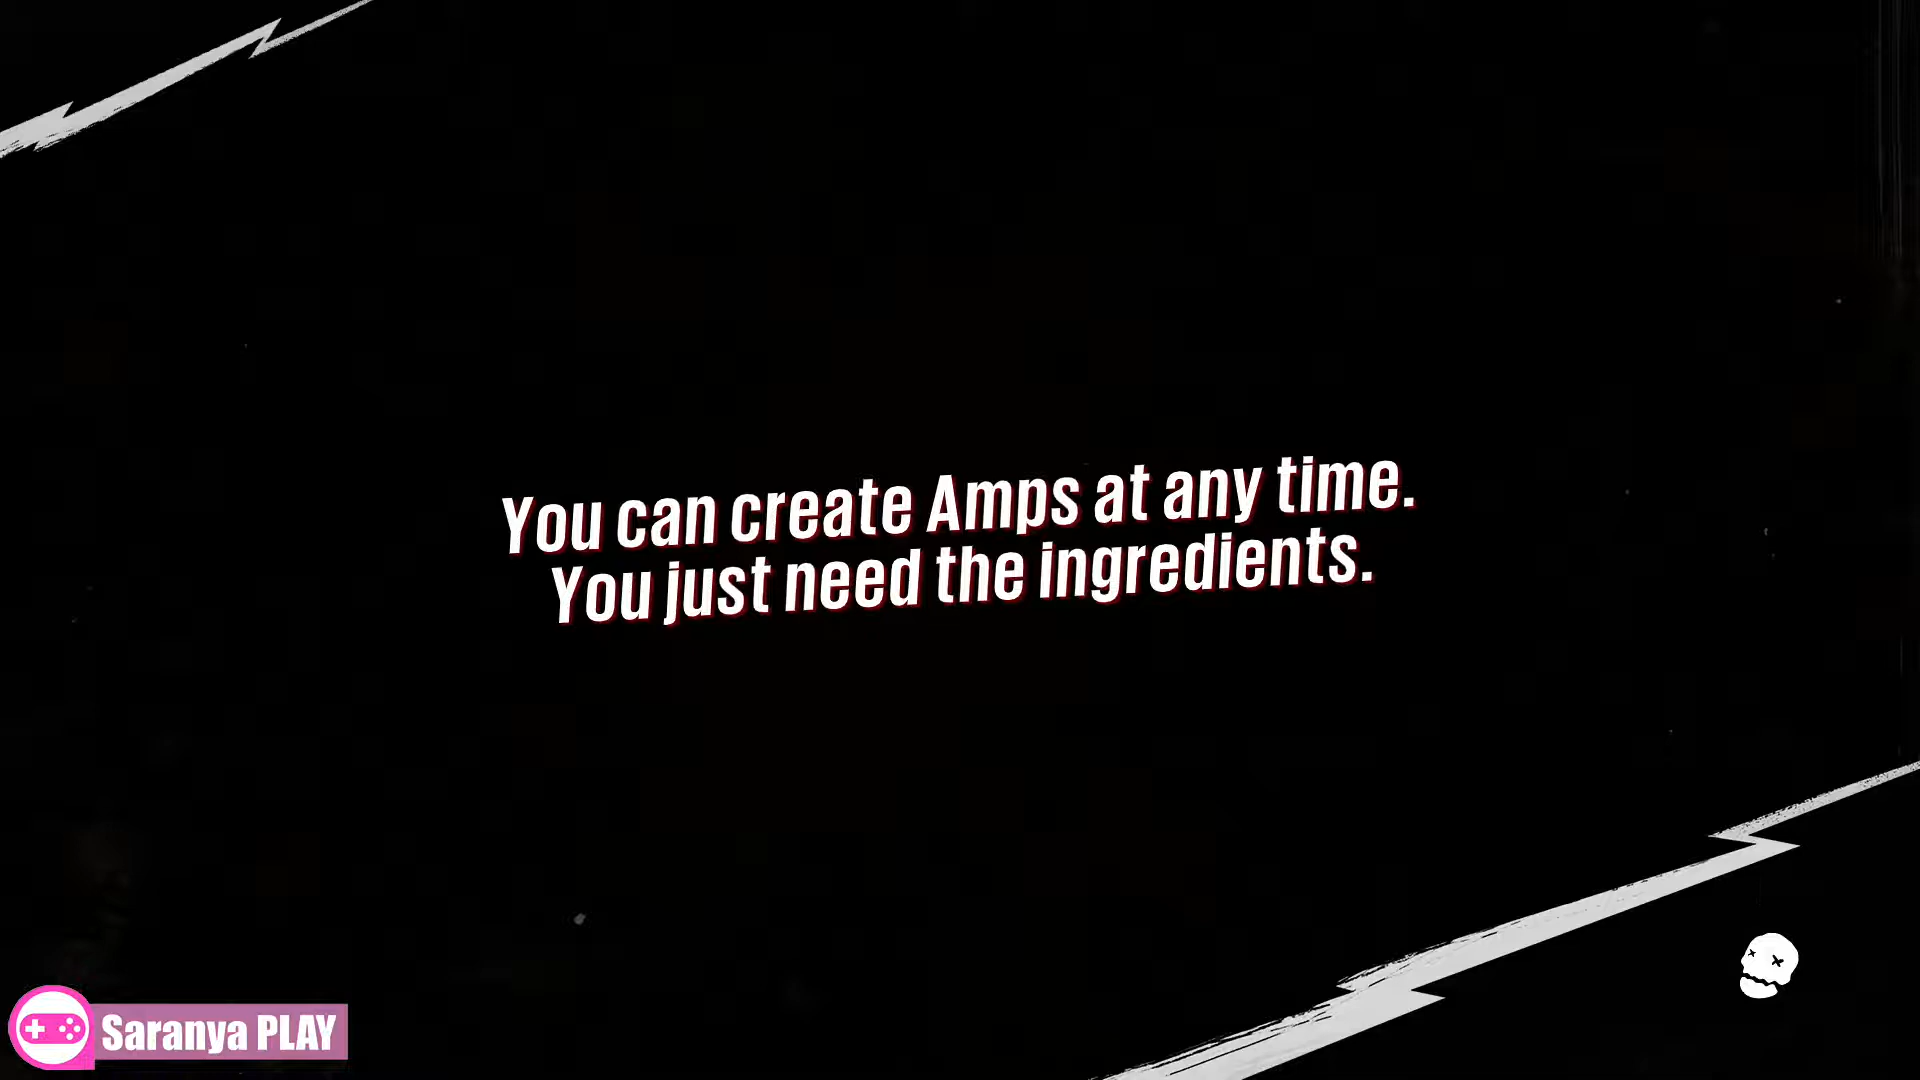 You can create Amps at any time.
You just need the ingredients.
Saranya PLAY